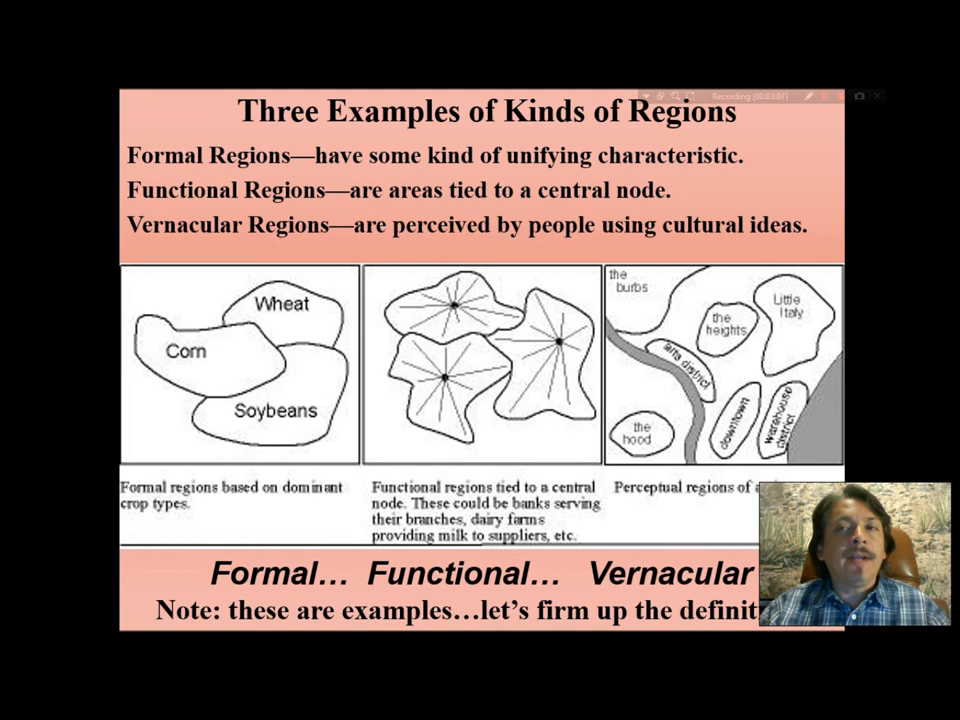 Recording [00:03:07]
Three Examples of Kinds of Regions
Formal Regions—have some kind of unifying characteristic.
Functional Regions—are areas tied to a central node.
Vernacular Regions—are perceived by people using cultural ideas.
Wheat
Corn
Soybeans
the
burbs
the
heights
Little
Italy
arts district
downtown
warehouse
district
the
hood
Formal regions based on dominant
crop types.
Functional regions tied to a central
node. These could be banks serving
their branches, dairy farms
providing milk to suppliers, etc.
Perceptual regions of a
Formal… Functional… Vernacular
Note: these are examples…let's firm up the definit